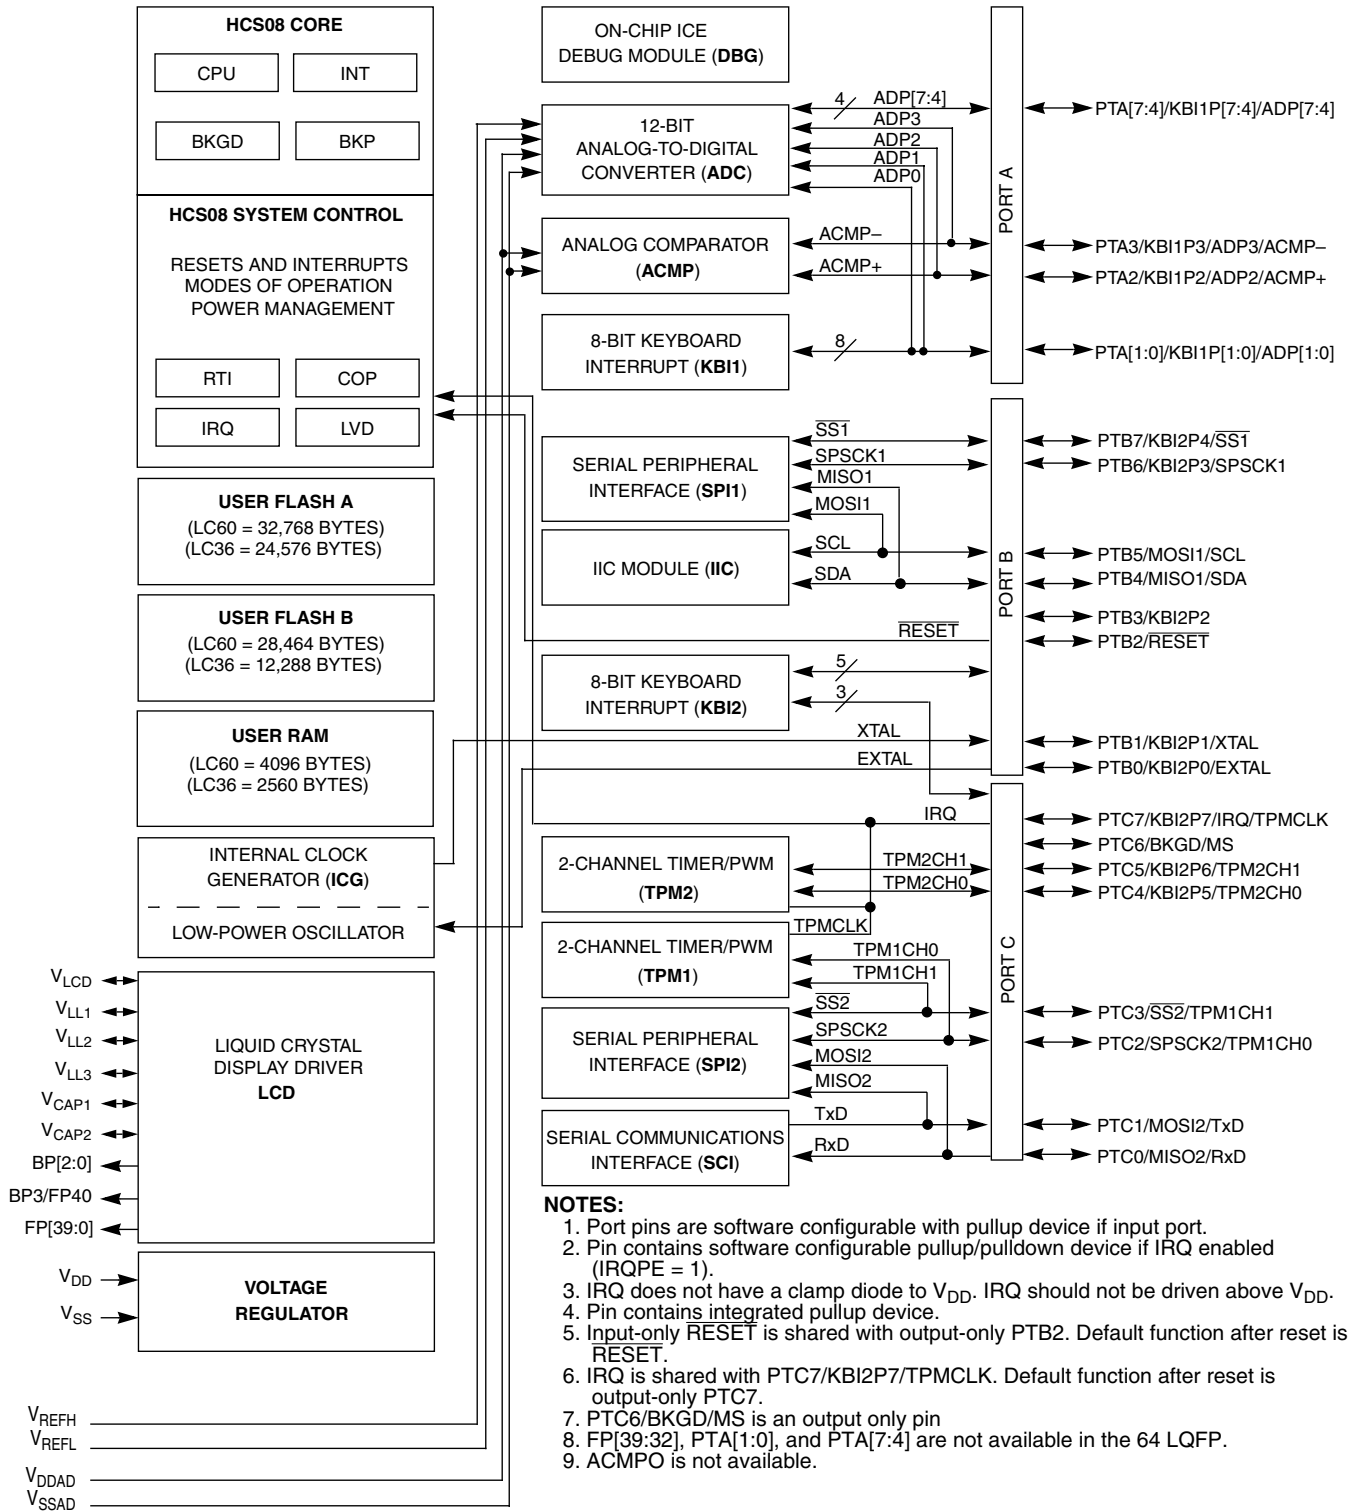 HCS08 CORE
CPU
INT
BKGD
BKP
HCS08 SYSTEM CONTROL
RESETS AND INTERRUPTS
MODES OF OPERATION
POWER MANAGEMENT
RTI
COP
IRQ
LVD
USER FLASH A
(LC60 = 32,768 BYTES)
(LC36 = 24,576 BYTES)
USER FLASH B
(LC60 = 28,464 BYTES)
(LC36 = 12,288 BYTES)
USER RAM
(LC60 = 4096 BYTES)
(LC36 = 2560 BYTES)
INTERNAL CLOCK
GENERATOR (ICG)
LOW-POWER OSCILLATOR
VLCD
VLL1
VLL2
VLL3
VCAP1
VCAP2
BP[2:0]
BP3/FP40
FP[39:0]
LIQUID CRYSTAL
DISPLAY DRIVER
LCD
VDD
VSS
VOLTAGE
REGULATOR
VREFH
VREFL
VDDAD
VSSAD
ON-CHIP ICE
DEBUG MODULE (DBG)
12-BIT
ANALOG-TO-DIGITAL
CONVERTER (ADC)
4
ADP[7:4]
ADP3
ADP2
ADP1
ADP0
ANALOG COMPARATOR
(ACMP)
ACMP–
ACMP+
8-BIT KEYBOARD
INTERRUPT (KBI1)
8
PORT A
PTA[7:4]/KBI1P[7:4]/ADP[7:4]
PTA3/KBI1P3/ADP3/ACMP–
PTA2/KBI1P2/ADP2/ACMP+
PTA[1:0]/KBI1P[1:0]/ADP[1:0]
SERIAL PERIPHERAL
INTERFACE (SPI1)
SS1
SPSCK1
MISO1
MOSI1
IIC MODULE (IIC)
SCL
SDA
RESET
8-BIT KEYBOARD
INTERRUPT (KBI2)
5
3
XTAL
EXTAL
PORT B
PTB7/KBI2P4/SS1
PTB6/KBI2P3/SPSCK1
PTB5/MOSI1/SCL
PTB4/MISO1/SDA
PTB3/KBI2P2
PTB2/RESET
PTB1/KBI2P1/XTAL
PTB0/KBI2P0/EXTAL
IRQ
2-CHANNEL TIMER/PWM
(TPM2)
TPM2CH1
TPM2CH0
TPMCLK
2-CHANNEL TIMER/PWM
(TPM1)
TPM1CH0
TPM1CH1
SERIAL PERIPHERAL
INTERFACE (SPI2)
SS2
SPSCK2
MOSI2
MISO2
SERIAL COMMUNICATIONS
INTERFACE (SCI)
TxD
RxD
PORT C
PTC7/KBI2P7/IRQ/TPMCLK
PTC6/BKGD/MS
PTC5/KBI2P6/TPM2CH1
PTC4/KBI2P5/TPM2CH0
PTC3/SS2/TPM1CH1
PTC2/SPSCK2/TPM1CH0
PTC1/MOSI2/TxD
PTC0/MISO2/RxD
NOTES:
1. Port pins are software configurable with pullup device if input port.
2. Pin contains software configurable pullup/pulldown device if IRQ enabled
(IRQPE = 1).
3. IRQ does not have a clamp diode to VDD. IRQ should not be driven above VDD.
4. Pin contains integrated pullup device.
5. Input-only RESET is shared with output-only PTB2. Default function after reset is
RESET.
6. IRQ is shared with PTC7/KBI2P7/TPMCLK. Default function after reset is
output-only PTC7.
7. PTC6/BKGD/MS is an output only pin
8. FP[39:32], PTA[1:0], and PTA[7:4] are not available in the 64 LQFP.
9. ACMPO is not available.